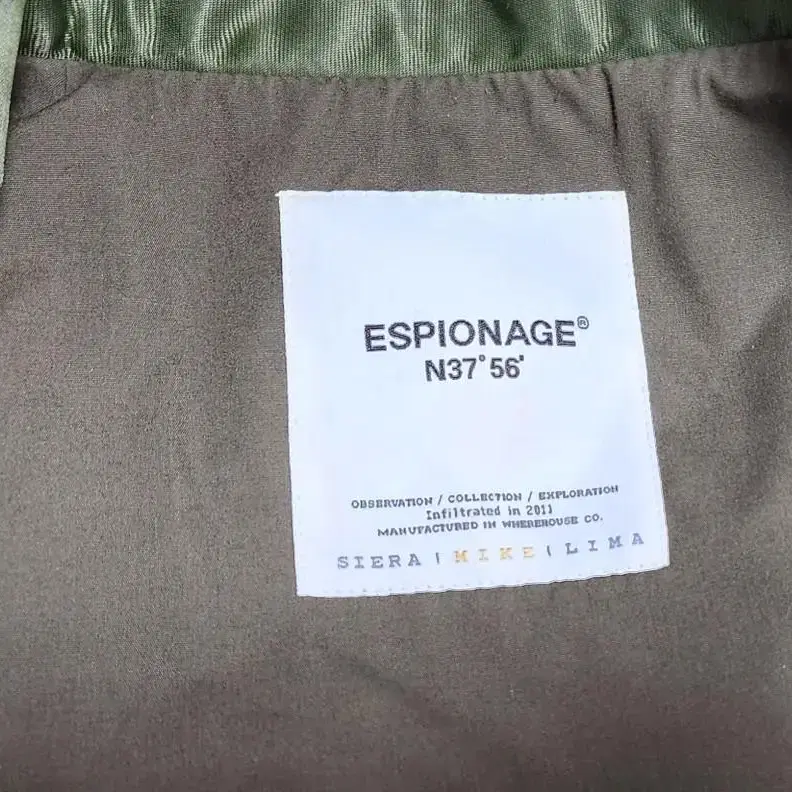 ESPIONAGE®
N37°56'
OBSERVATION / COLLECTION / EXPLORATION
Infiltrated in 2011
MANUFACTURED IN WHEREHOUSE CO.
SIERA | MIKE | LIMA